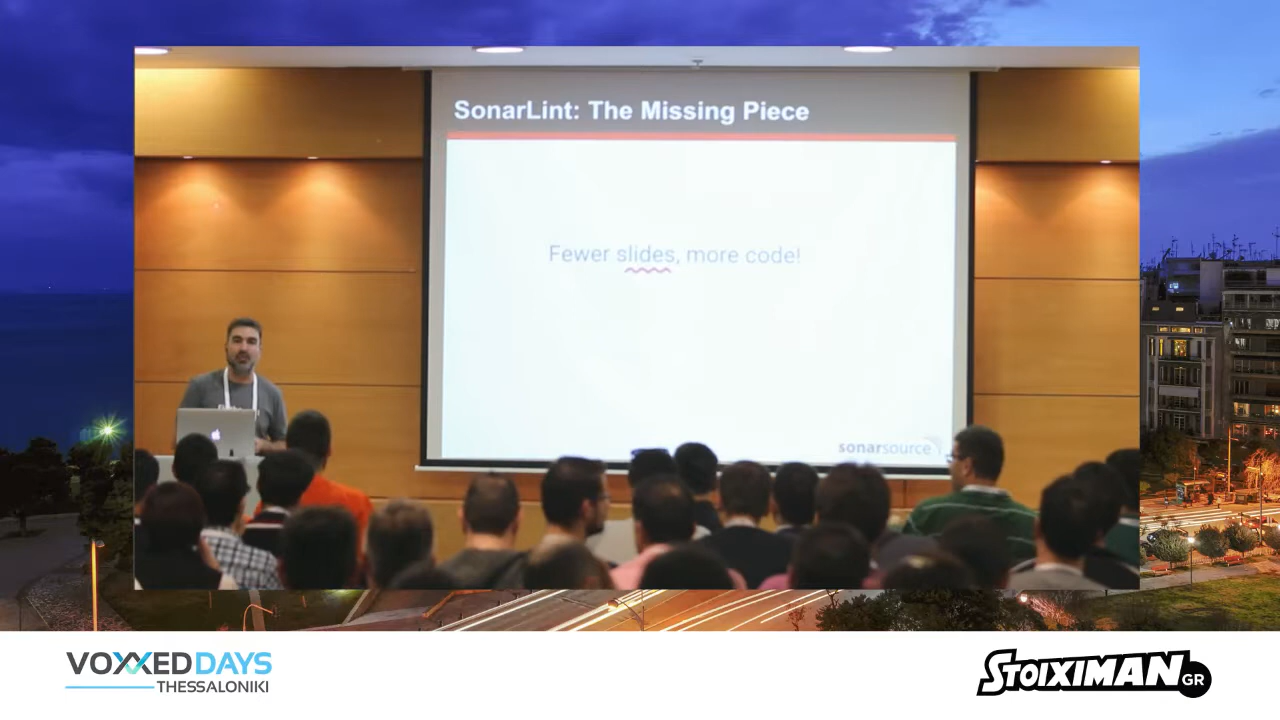 SonarLint: The Missing Piece
Fewer slides, more code!
sonarsource
VOXXEDDAYS
THESSALONIKI
STOIXIMAN GR